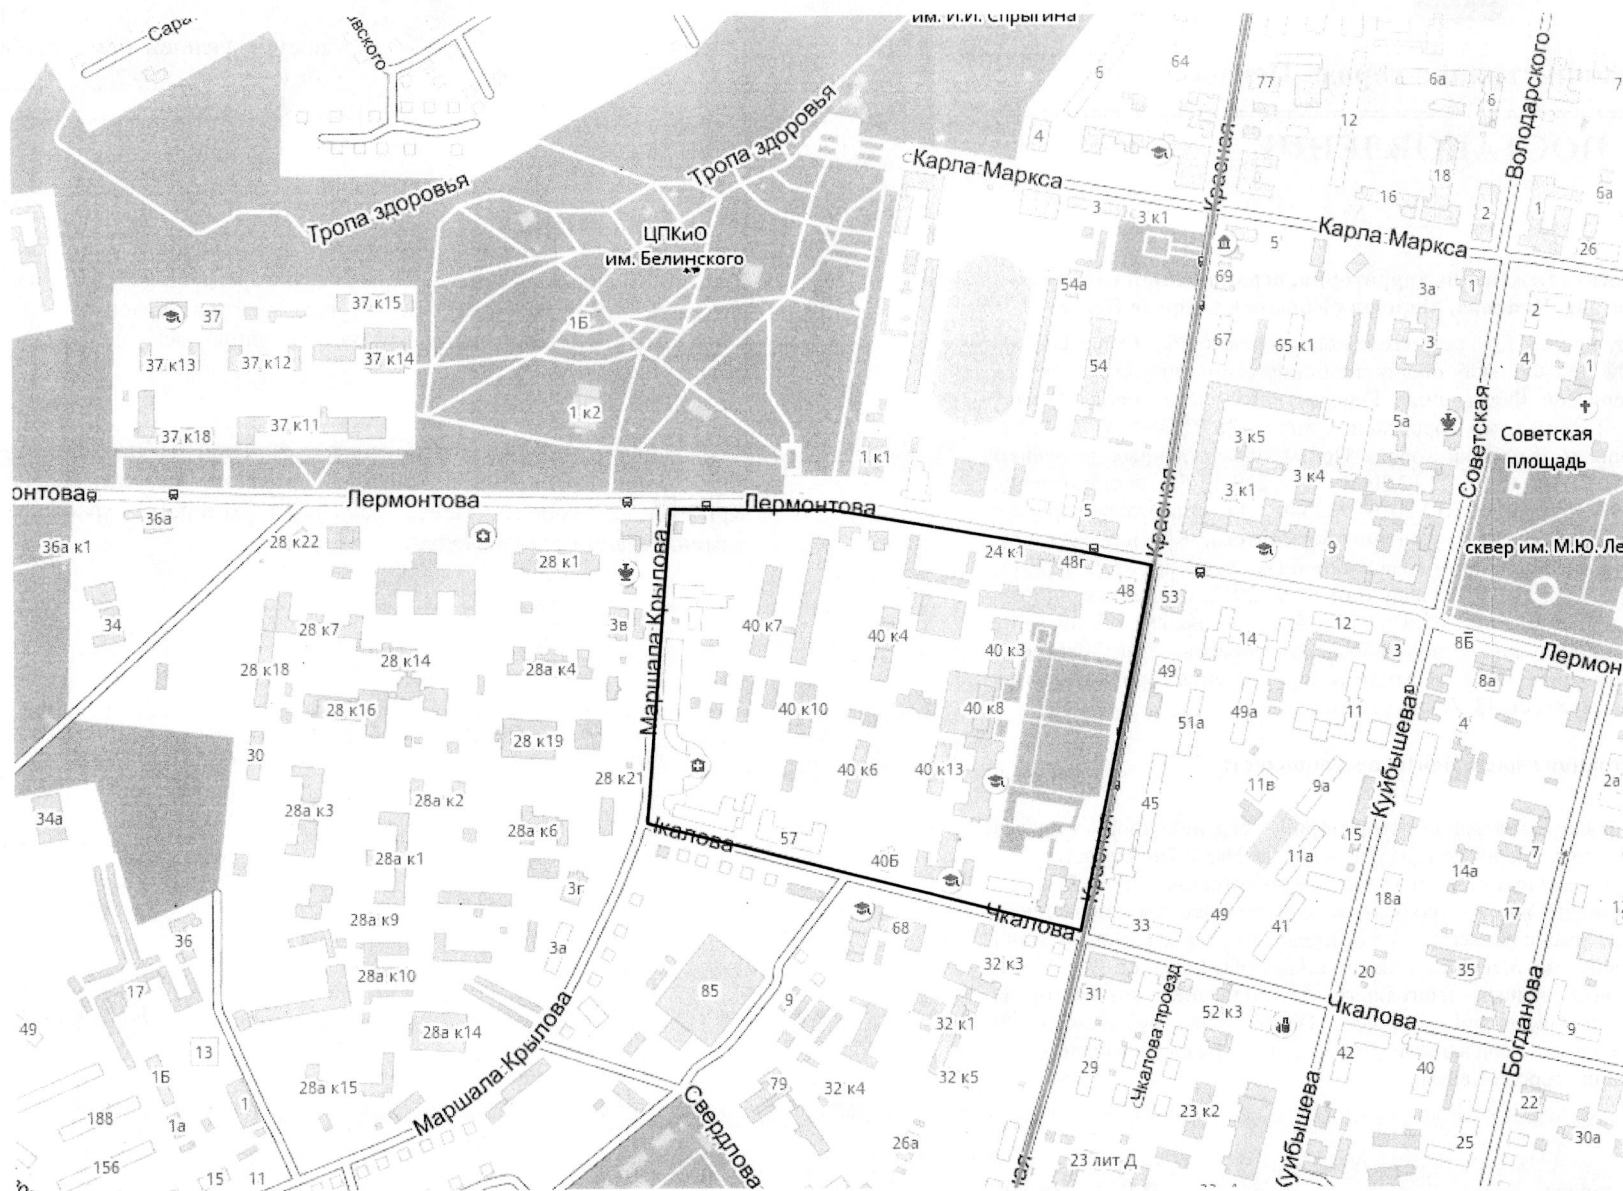 им. И.И. Спрыгина
Тропа здоровья
Тропа здоровья
ЦПКиО
им. Белинского
1Б
1 к2
1 к1
37
37 к15
37 к13
37 к12
37 к14
37 к18
37 к11
Карла Маркса
Карла Маркса
Красная
Володарского
6
64
77
6а
6
12
4
18
16
2
1
6а
26
3
3 к1
5
69
3а
1
2
54а
67
65 к1
3
4
1
54
5а
Советская
площадь
Советская
3 к5
3 к4
3 к1
Красная
5
9
сквер им. М.Ю. Ле
онтова
Лермонтова
Лермонтова
Лермон
36а
36а к1
28 к22
28 к1
34
28 к7
3в
28 к18
28 к14
28а к4
28 к16
28 к19
30
28 к21
34а
28а к3
28а к2
28а к6
28а к1
3г
28а к9
3а
28а к10
28а к14
28а к15
Маршала Крылова
Маршала Крылова
24 к1
48г
48
40 к7
40 к4
40 к3
40 к10
40 к8
40 к6
40 к13
57
40Б
Чкалова
Чкалова
Красная
53
14
12
3
8Б
8а
49
51а
49а
11
4
Куйбышева
45
11в
9а
15
2а
11а
14а
7
18а
49
41
17
33
20
35
68
32 к3
31
52 к3
Чкалова проезд
Богданова
9
85
9
32 к1
29
42
40
79
32 к4
32 к5
23 к2
22
26а
25
30а
23 лит Д
Куйбышева
Свердлова
36
17
49
13
1Б
1
188
1а
156
15
11